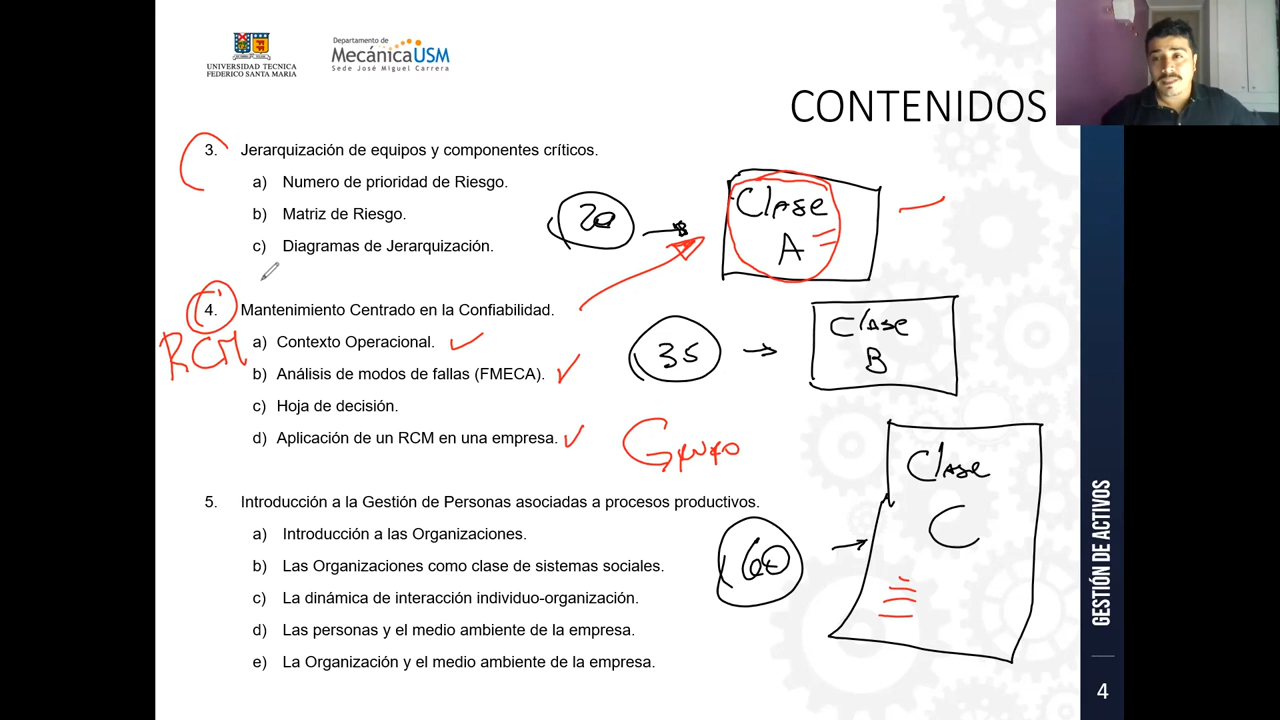 UNIVERSIDAD TECNICA
FEDERICO SANTA MARIA
Departamento de
MecánicaUSM
Sede José Miguel Carrera
CONTENIDOS
3. Jerarquización de equipos y componentes críticos.
a) Numero de prioridad de Riesgo.
b) Matriz de Riesgo.
c) Diagramas de Jerarquización.
20
Clase
A
4. Mantenimiento Centrado en la Confiabilidad.
RCM
a) Contexto Operacional.
b) Análisis de modos de fallas (FMECA).
c) Hoja de decisión.
d) Aplicación de un RCM en una empresa.
35
Clase
B
Grupo
5. Introducción a la Gestión de Personas asociadas a procesos productivos.
a) Introducción a las Organizaciones.
b) Las Organizaciones como clase de sistemas sociales.
c) La dinámica de interacción individuo-organización.
d) Las personas y el medio ambiente de la empresa.
e) La Organización y el medio ambiente de la empresa.
60
Clase
C
GESTIÓN DE ACTIVOS
4